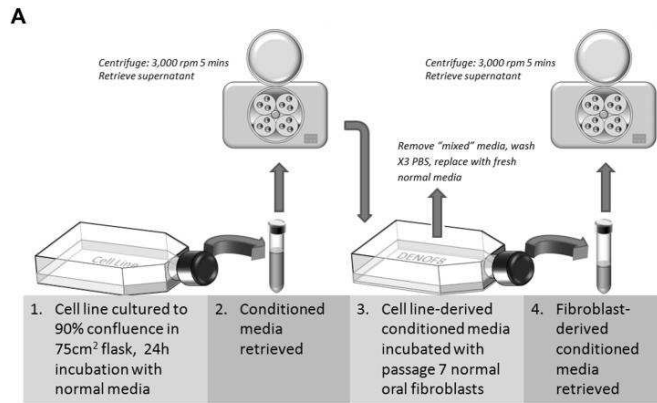 A
Centrifuge: 3,000 rpm 5 mins
Retrieve supernatant
Centrifuge: 3,000 rpm 5 mins
Retrieve supernatant
Remove "mixed" media, wash
X3 PBS, replace with fresh
normal media
Cell Line
DENOF8
1. Cell line cultured to
90% confluence in
75cm² flask, 24h
incubation with
normal media
2. Conditioned
media
retrieved
3. Cell line-derived
conditioned media
incubated with
passage 7 normal
oral fibroblasts
4. Fibroblast-
derived
conditioned
media
retrieved